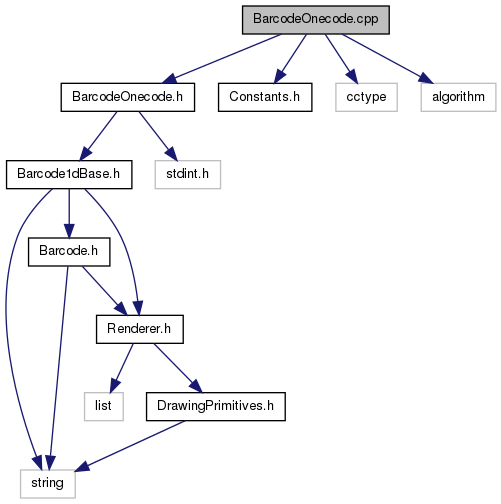 BarcodeOnecode.cpp
BarcodeOnecode.h
Constants.h
cctype
algorithm
Barcode1dBase.h
stdint.h
Barcode.h
Renderer.h
list
DrawingPrimitives.h
string